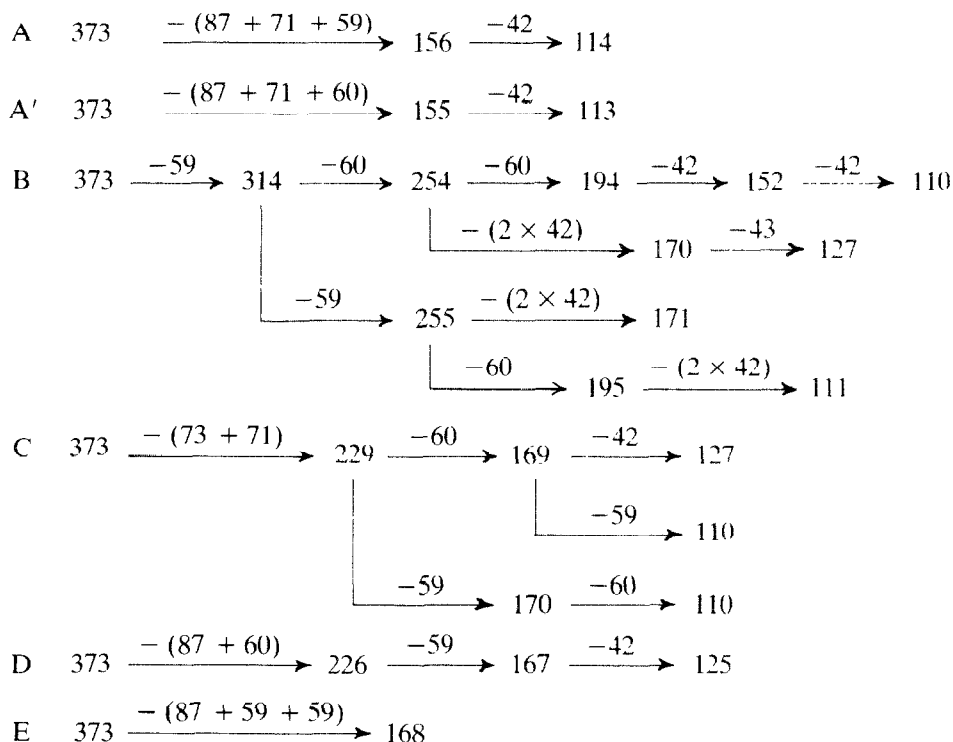 A 373 − (87 + 71 + 59) 156 −42 114
A′ 373 − (87 + 71 + 60) 155 −42 113
B 373 −59 314 −60 254 −60 194 −42 152 −42 110
− (2 × 42) 170 −43 127
−59 255 − (2 × 42) 171
−60 195 − (2 × 42) 111
C 373 − (73 + 71) 229 −60 169 −42 127
−59 110
−59 170 −60 110
D 373 − (87 + 60) 226 −59 167 −42 125
E 373 − (87 + 59 + 59) 168